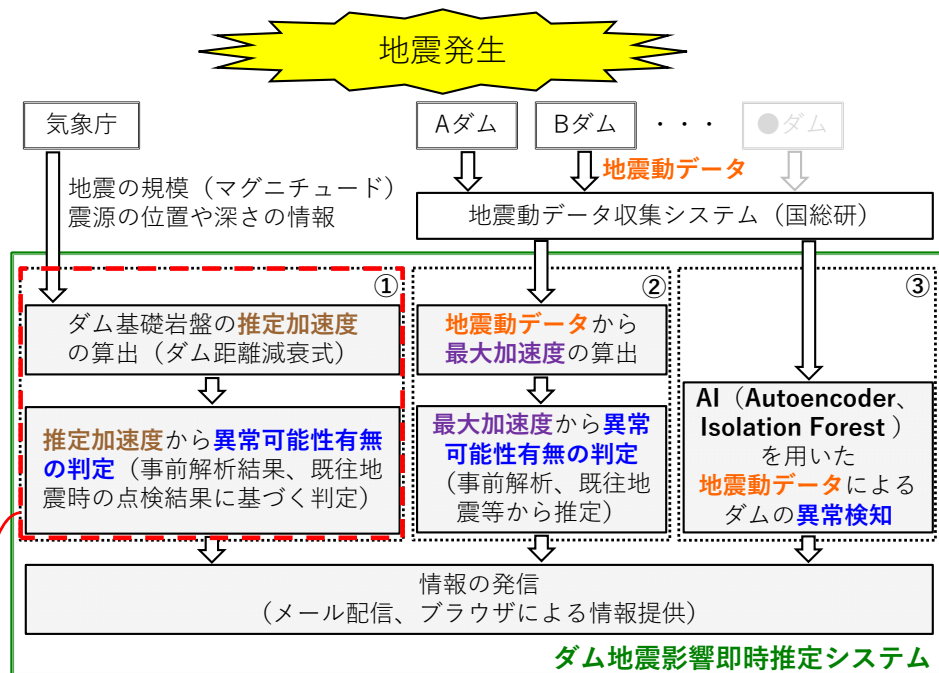 地震発生
気象庁
Aダム
Bダム
・・・
●ダム
地震動データ
地震の規模（マグニチュード）
震源の位置や深さの情報
地震動データ収集システム（国総研）
①
ダム基礎岩盤の推定加速度
の算出（ダム距離減衰式）
推定加速度から異常可能性有無
の判定（事前解析結果、既往地
震時の点検結果に基づく判定）
②
地震動データから
最大加速度の算出
最大加速度から異常
可能性有無の判定
（事前解析、既往地
震等から推定）
③
AI（Autoencoder、
Isolation Forest ）
を用いた
地震動データによる
ダムの異常検知
情報の発信
（メール配信、ブラウザによる情報提供）
ダム地震影響即時推定システム